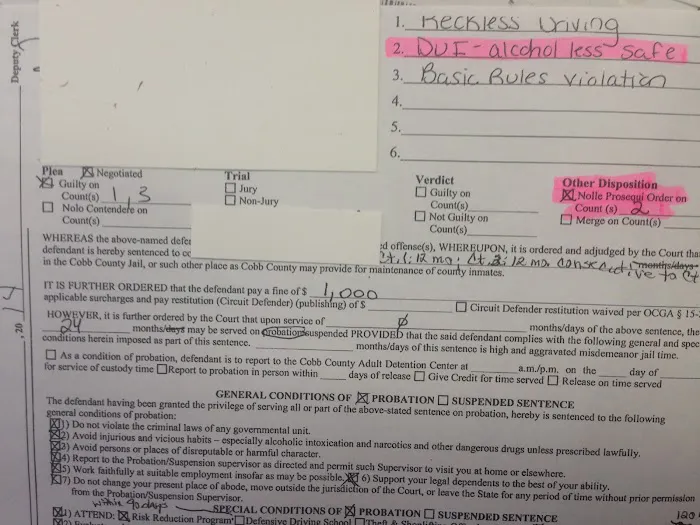 Deputy Clerk
1. Reckless Driving
2. DUI - alcohol less safe
3. Basic Rules violation
4.
5.
6.
Plea Negotiated
Guilty on
Count(s) 1, 3
Nolo Contendere on
Count(s)
Trial
Jury
Non-Jury
Verdict
Guilty on
Count(s)
Not Guilty on
Count(s)
Other Disposition
Nolle Prosequi Order on
Count (s) 2
Merge on Count(s)
WHEREAS the above-named defe ed offense(s), WHEREUPON, it is ordered and adjudged by the Court tha
defendant is hereby sentenced to co Ct. 1: 12 mo; Ct. 3: 12 mo consecutive to Ct months/days
in the Cobb County Jail, or such other place as Cobb County may provide for maintenance of county inmates.
IT IS FURTHER ORDERED that the defendant pay a fine of $ 1,000
applicable surcharges and pay restitution (Circuit Defender) (publishing) of $ Circuit Defender restitution waived per OCGA § 15-
HOWEVER, it is further ordered by the Court that upon service of 0 months/days of the above sentence, the
24 months/days may be served on probation/suspended PROVIDED that the said defendant complies with the following general and spec
conditions herein imposed as part of this sentence. months/days of this sentence is high and aggravated misdemeanor jail time.
As a condition of probation, defendant is to report to the Cobb County Adult Detention Center at a.m./p.m. on the day of
for service of custody time Report to probation in person within days of release Give Credit for time served Release on time served
GENERAL CONDITIONS OF PROBATION SUSPENDED SENTENCE
The defendant having been granted the privilege of serving all or part of the above-stated sentence on probation, hereby is sentenced to the following
general conditions of probation:
1) Do not violate the criminal laws of any governmental unit.
2) Avoid injurious and vicious habits – especially alcoholic intoxication and narcotics and other dangerous drugs unless prescribed lawfully.
3) Avoid persons or places of disreputable or harmful character.
4) Report to the Probation/Suspension supervisor as directed and permit such Supervisor to visit you at home or elsewhere.
5) Work faithfully at suitable employment insofar as may be possible. 6) Support your legal dependents to the best of your ability.
7) Do not change your present place of abode, move outside the jurisdiction of the Court, or leave the State for any period of time without prior permission
from the Probation/Suspension Supervisor.
within 90 days SPECIAL CONDITIONS OF PROBATION SUSPENDED SENTENCE
1) ATTEND: Risk Reduction Program Defensive Driving School
, 20